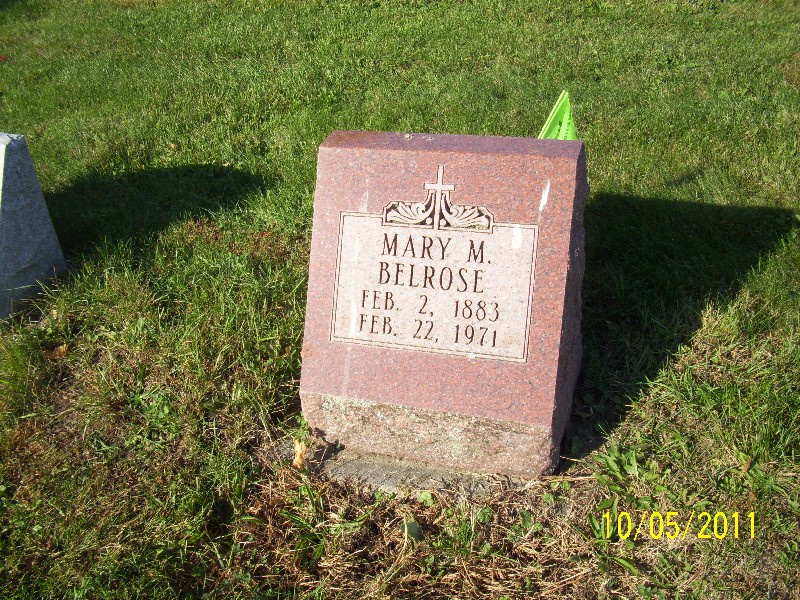 MARY M.
BELROSE
FEB. 2, 1883
FEB. 22, 1971
10/05/2011